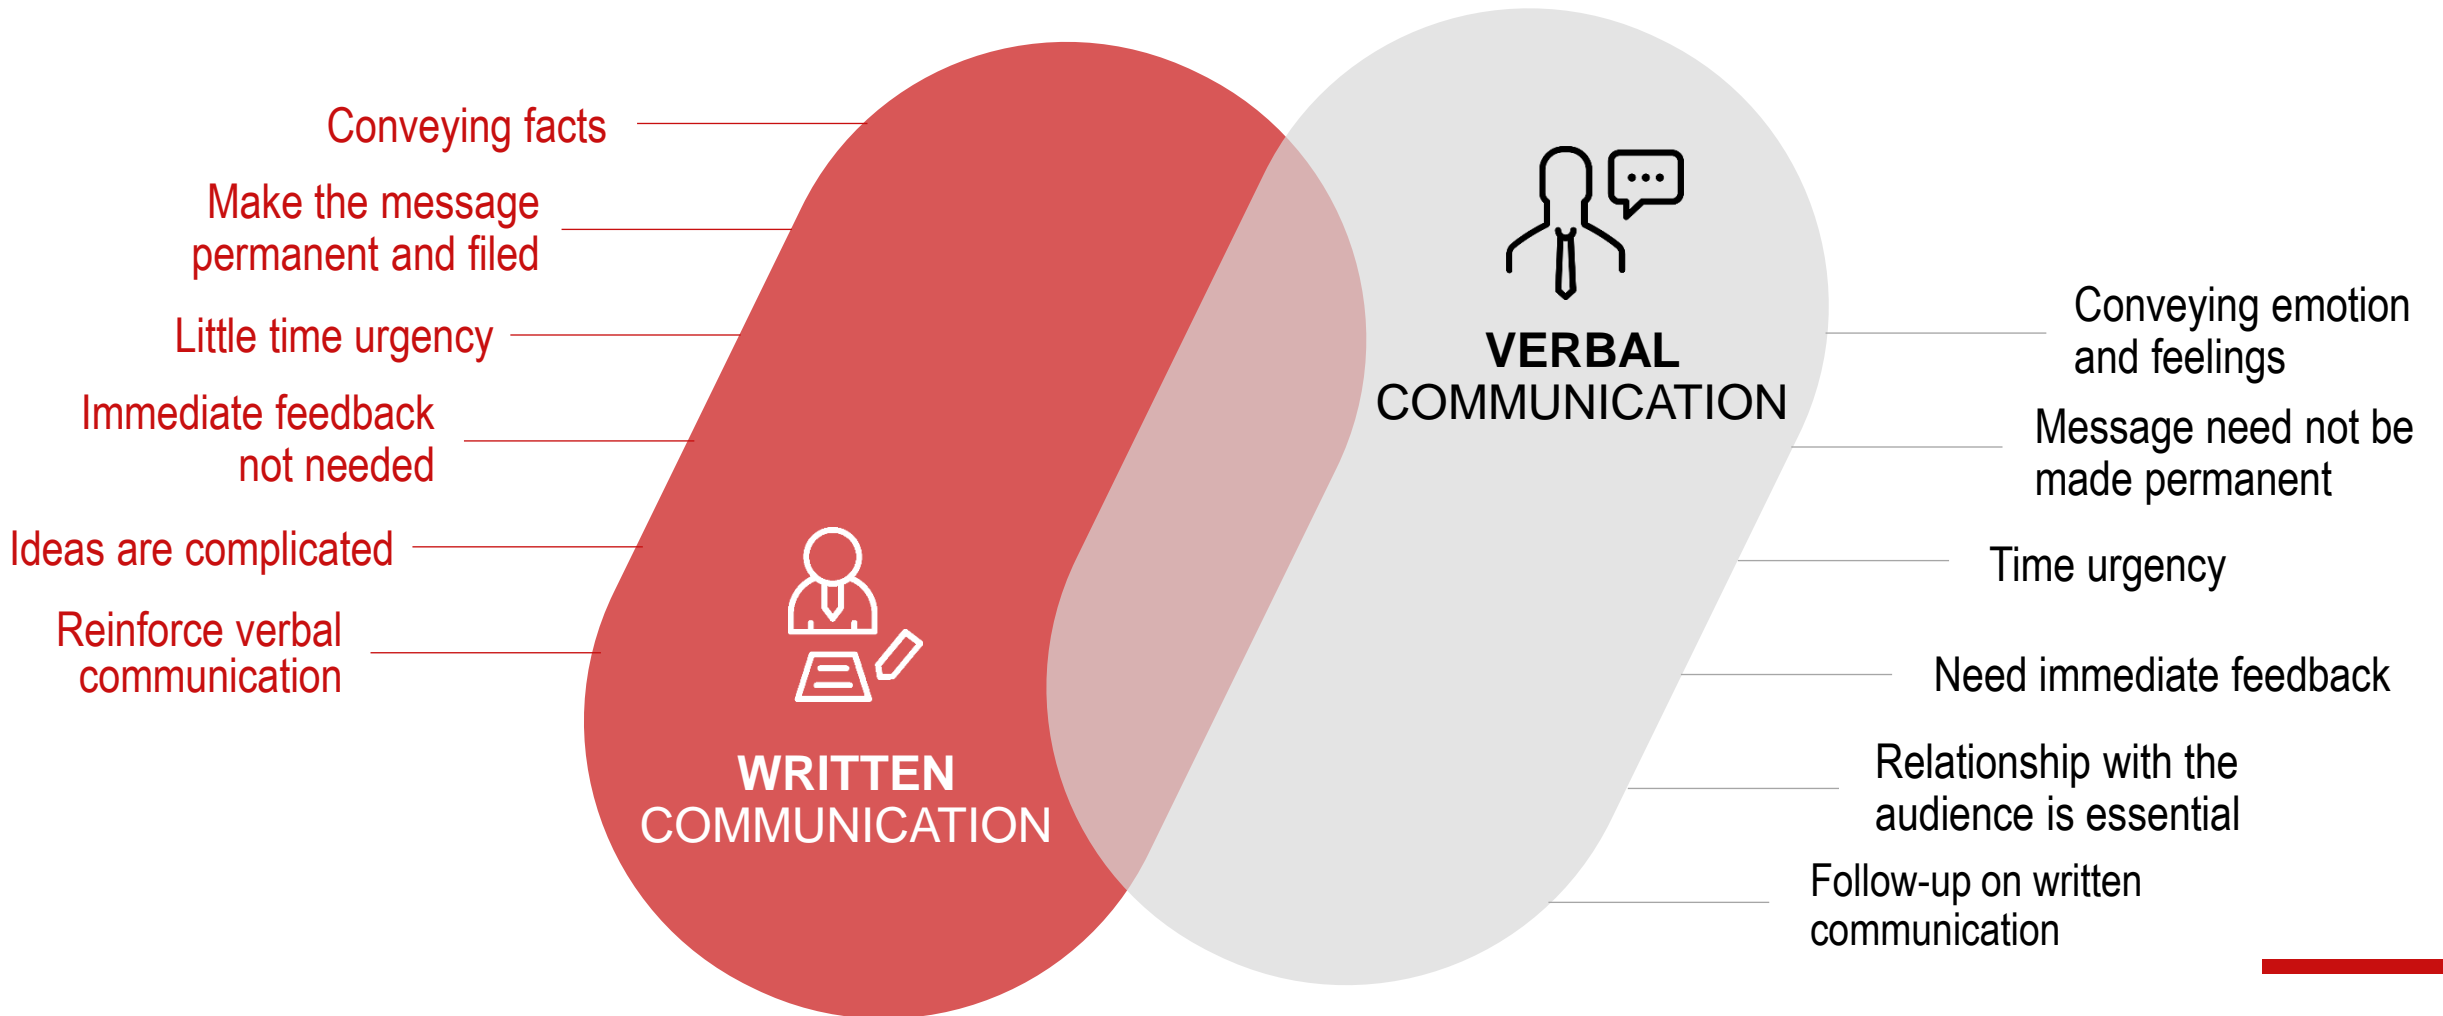 Conveying facts
Make the message
permanent and filed
Little time urgency
Immediate feedback
not needed
Ideas are complicated
Reinforce verbal
communication
WRITTEN
COMMUNICATION
VERBAL
COMMUNICATION
Conveying emotion
and feelings
Message need not be
made permanent
Time urgency
Need immediate feedback
Relationship with the
audience is essential
Follow-up on written
communication